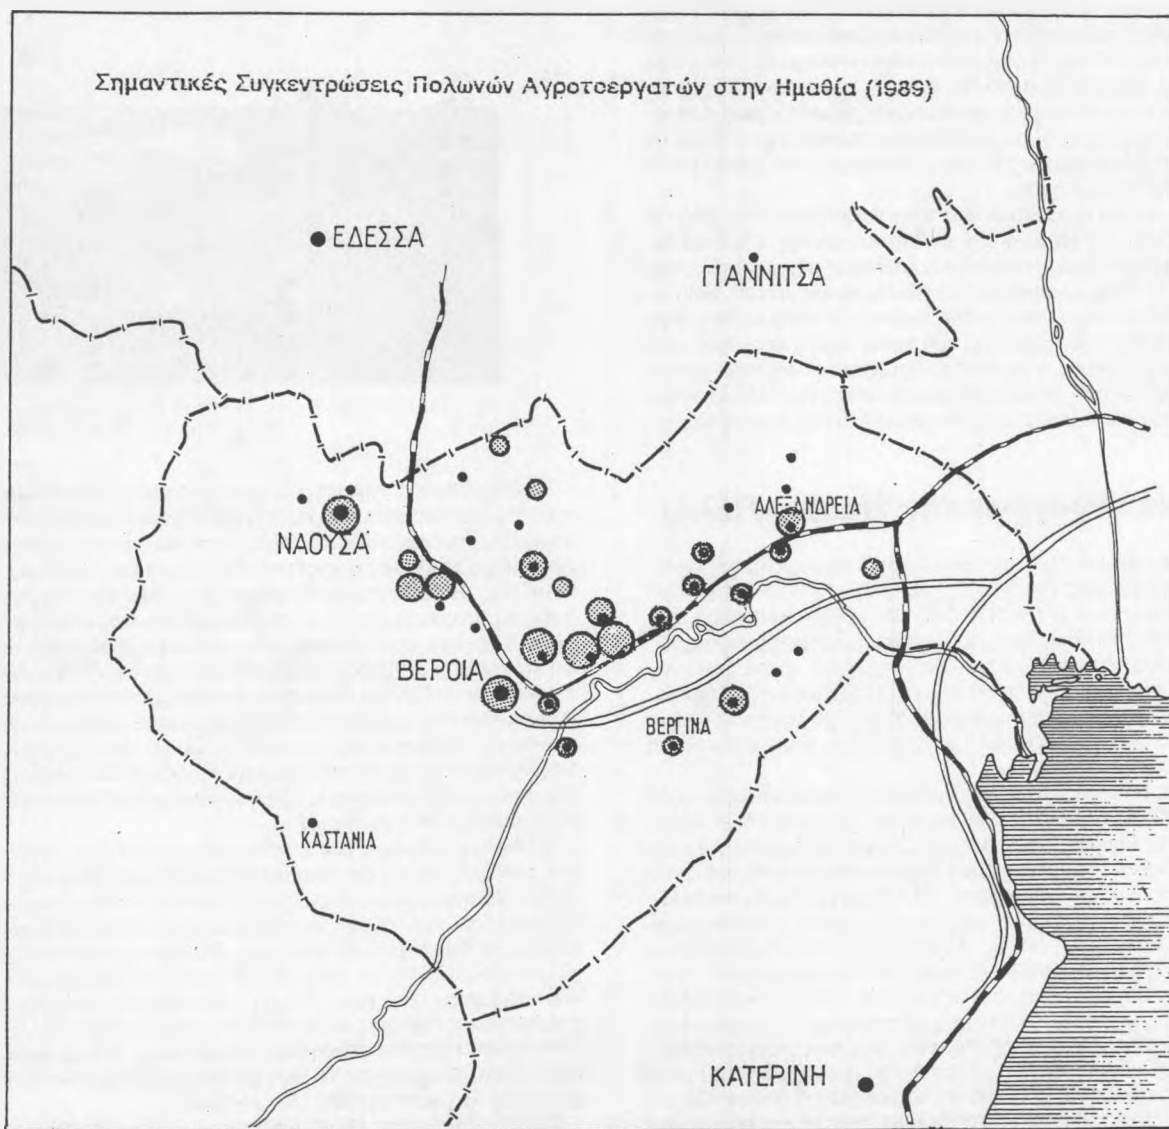 Σημαντικές Συγκεντρώσεις Πολωνών Αγροτοεργατών στην Ημαθία (1989)
ΕΔΕΣΣΑ
ΓΙΑΝΝΙΤΣΑ
ΑΛΕΞΑΝΔΡΕΙΑ
ΝΑΟΥΣΑ
ΒΕΡΟΙΑ
ΒΕΡΓΙΝΑ
ΚΑΣΤΑΝΙΑ
ΚΑΤΕΡΙΝΗ